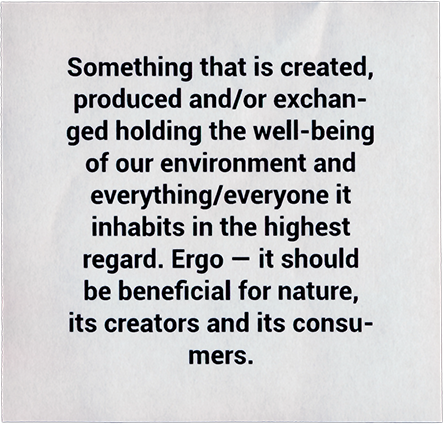 Something that is created,
produced and/or exchan-
ged holding the well-being
of our environment and
everything/everyone it
inhabits in the highest
regard. Ergo — it should
be beneficial for nature,
its creators and its consu-
mers.